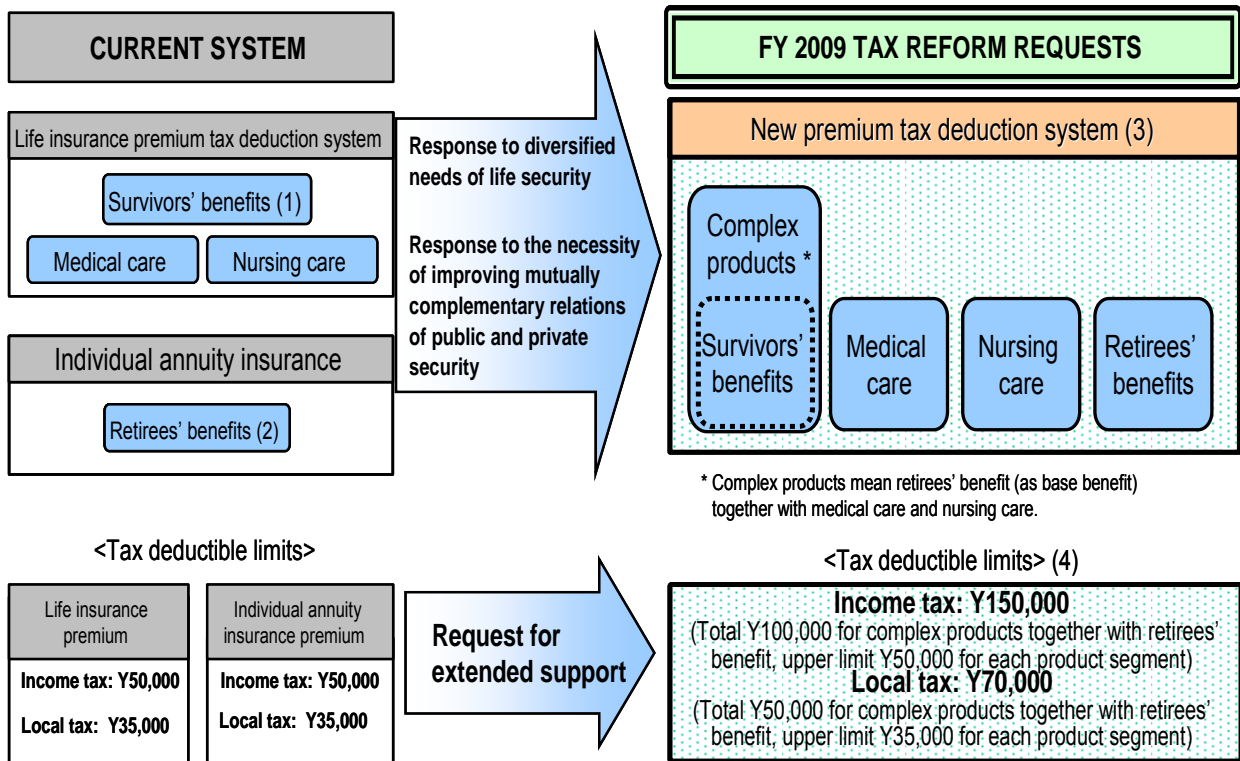 CURRENT SYSTEM
Life insurance premium tax deduction system
Survivors’ benefits (1)
Medical care
Nursing care
Individual annuity insurance
Retirees’ benefits (2)
Response to diversified
needs of life security
Response to the necessity
of improving mutually
complementary relations
of public and private
security
FY 2009 TAX REFORM REQUESTS
New premium tax deduction system (3)
Complex
products *
Survivors’
benefits
Medical
care
Nursing
care
Retirees’
benefits
* Complex products mean retirees’ benefit (as base benefit)
together with medical care and nursing care.
<Tax deductible limits>
Life insurance
premium
Income tax: Y50,000
Local tax: Y35,000
Individual annuity
insurance premium
Income tax: Y50,000
Local tax: Y35,000
Request for
extended support
<Tax deductible limits> (4)
Income tax: Y150,000
(Total Y100,000 for complex products together with retirees’
benefit, upper limit Y50,000 for each product segment)
Local tax: Y70,000
(Total Y50,000 for complex products together with retirees’
benefit, upper limit Y35,000 for each product segment)